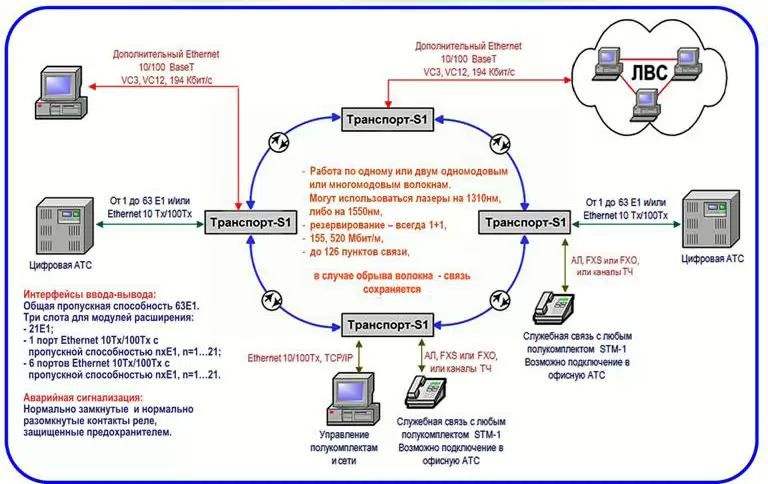 Дополнительный Ethernet
10/100 BaseT
VC3, VC12, 194 Кбит/с
Дополнительный Ethernet
10/100 BaseT
VC3, VC12, 194 Кбит/с
ЛВС
Транспорт-S1
- Работа по одному или двум одномодовым
или многомодовым волокнам.
Могут использоваться лазеры на 1310нм,
либо на 1550нм,
- резервирование – всегда 1+1,
- 155, 520 Мбит/м,
- до 126 пунктов связи,
в случае обрыва волокна - связь
сохраняется
От 1 до 63 E1 и/или
Ethernet 10 Tx/100Tx
Транспорт-S1
Цифровая АТС
Транспорт-S1
От 1 до 63 E1 и/или
Ethernet 10 Tx/100Tx
Цифровая АТС
АЛ, FXS или FXO,
или каналы ТЧ
Служебная связь с любым
полукомплектом STM-1
Возможно подключение в
офисную АТС
Интерфейсы ввода-вывода:
Общая пропускная способность 63E1.
Три слота для модулей расширения:
- 21E1;
- 1 порт Ethernet 10Tx/100Tx с
пропускной способностью nxE1, n=1...21;
- 6 портов Ethernet 10Tx/100Tx с
пропускной способностью nxE1, n=1...21.
Аварийная сигнализация:
Нормально замкнутые и нормально
разомкнутые контакты реле,
защищенные предохранителем.
Транспорт-S1
Ethernet 10/100Tx, TCP/IP
АЛ, FXS или FXO,
или каналы ТЧ
Управление
полукомплектам
и сети
Служебная связь с любым
полукомплектом STM-1
Возможно подключение в
офисную АТС